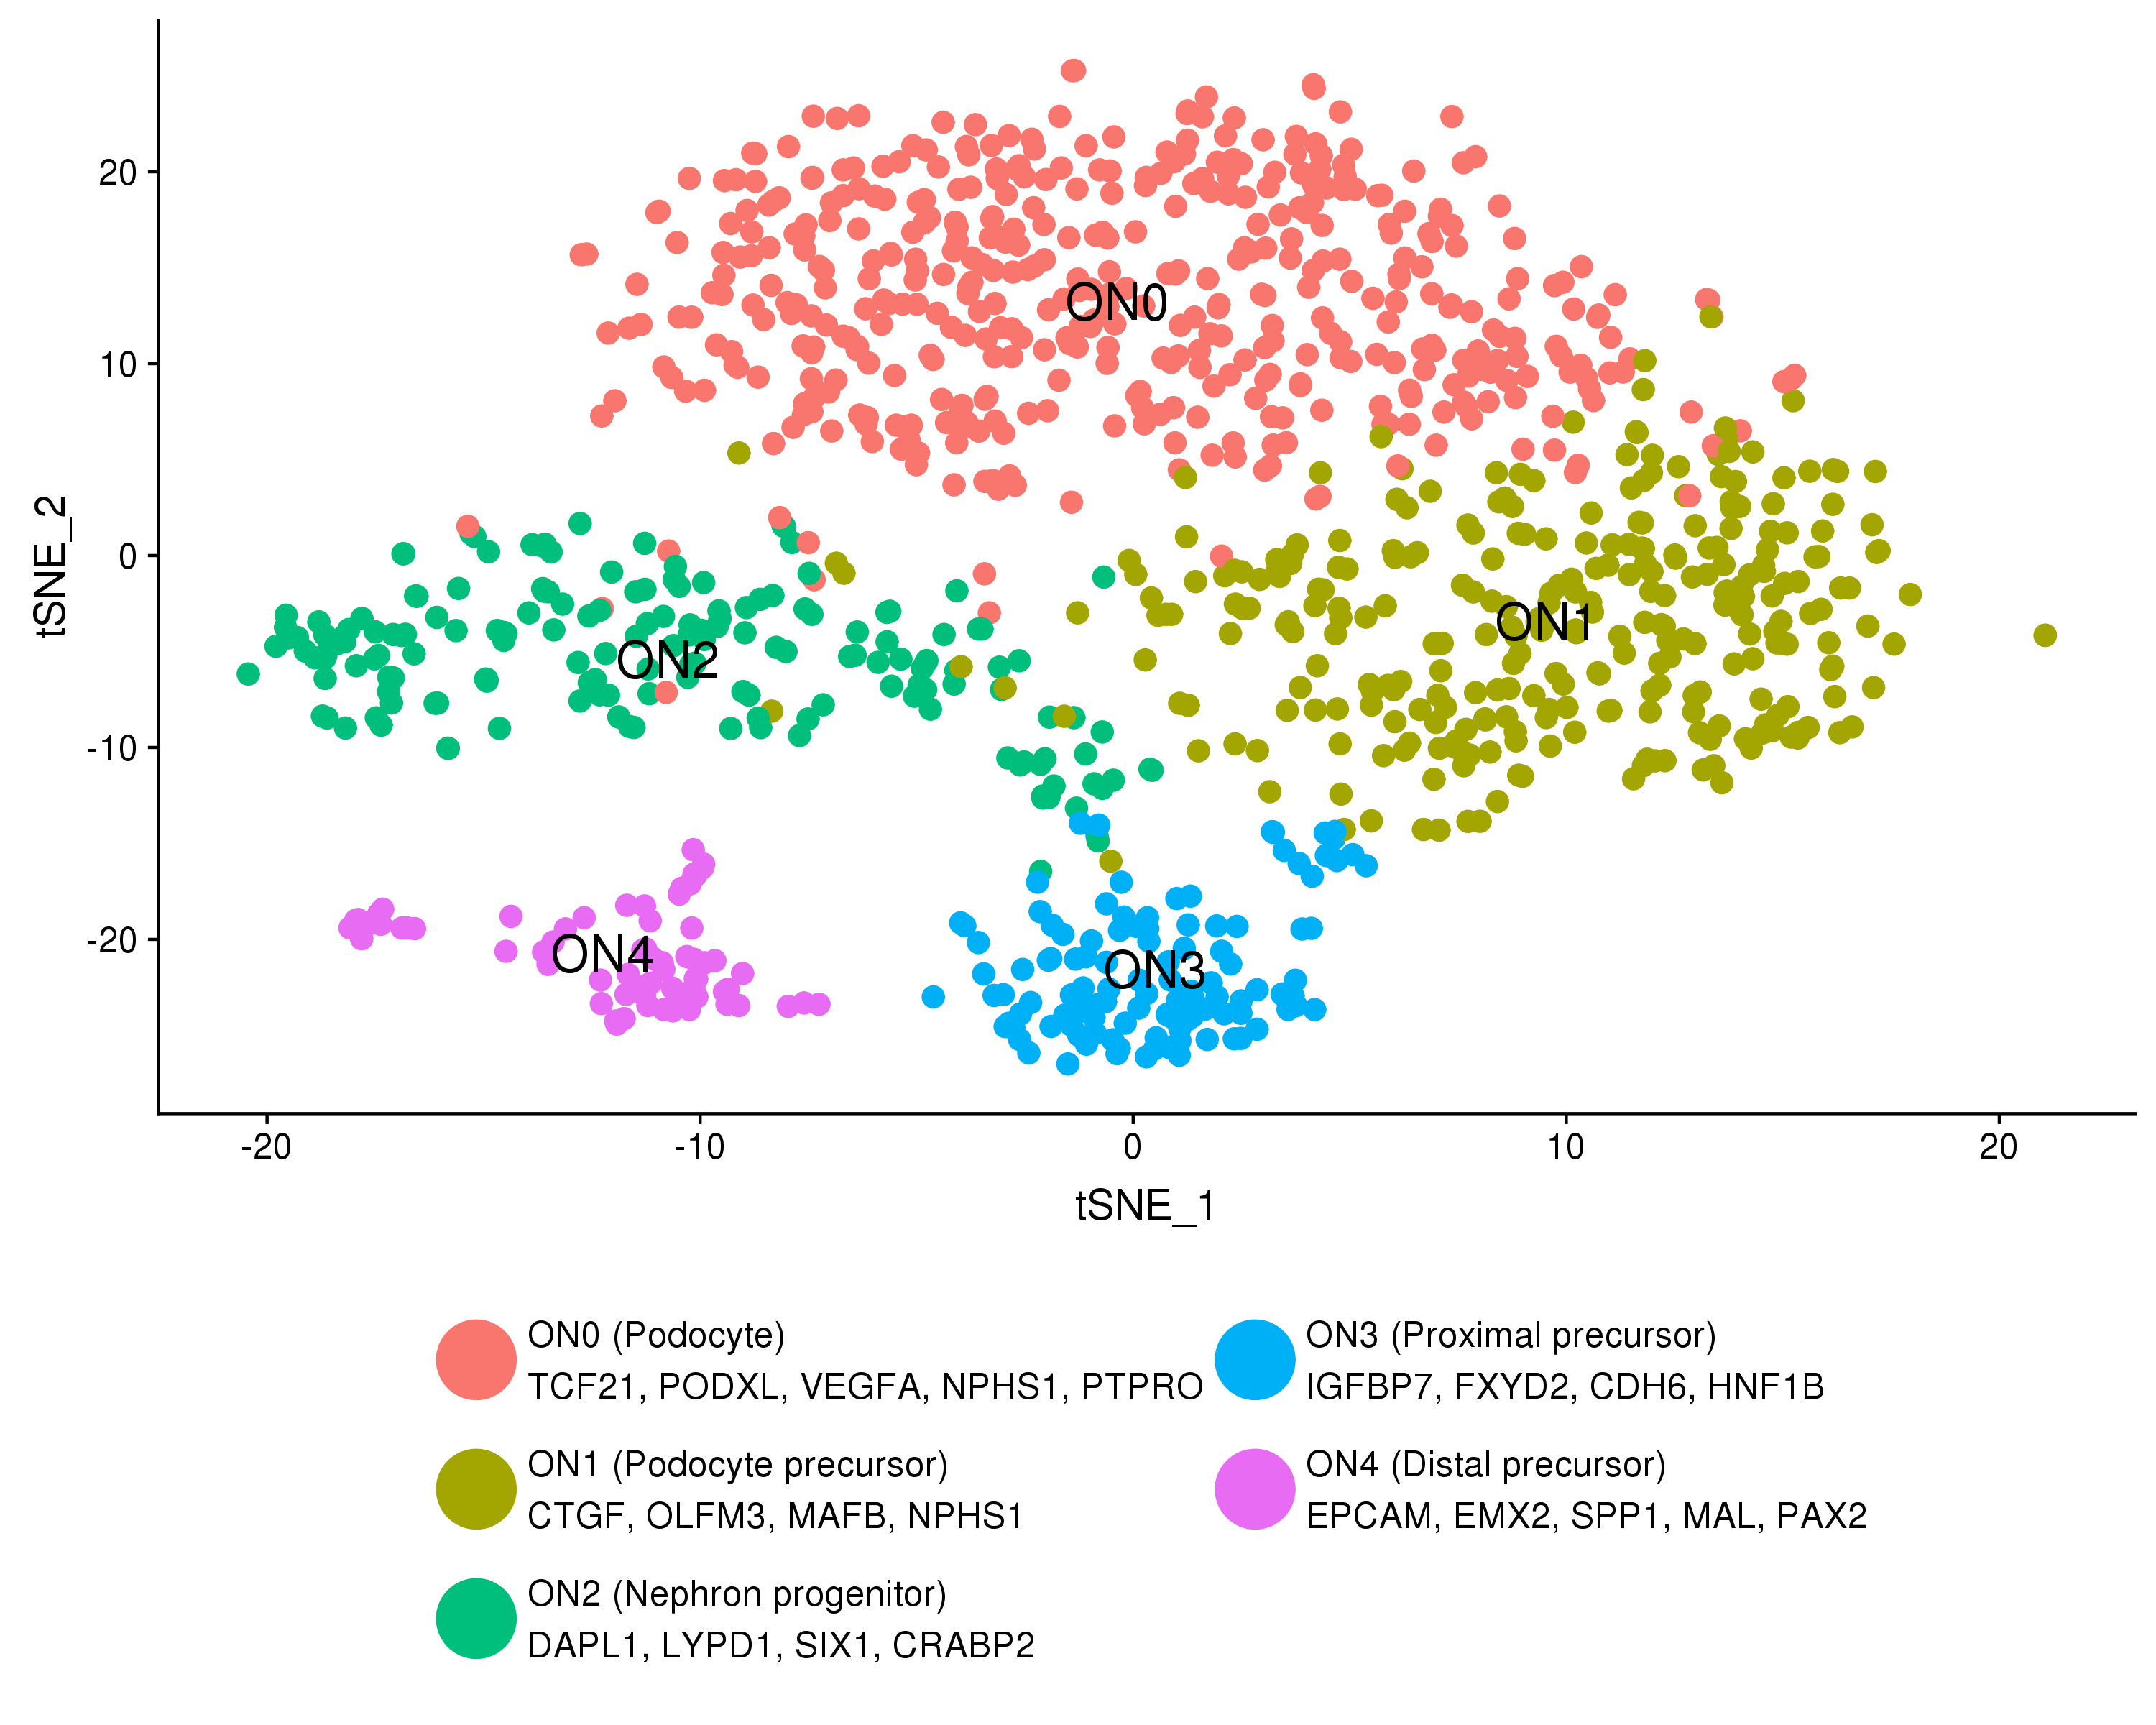 20
10
0
-10
-20
tSNE_2
ON0
ON1
ON2
ON4
ON3
-20
-10
0
10
20
tSNE_1
ON0 (Podocyte)
TCF21, PODXL, VEGFA, NPHS1, PTPRO
ON1 (Podocyte precursor)
CTGF, OLFM3, MAFB, NPHS1
ON2 (Nephron progenitor)
DAPL1, LYPD1, SIX1, CRABP2
ON3 (Proximal precursor)
IGFBP7, FXYD2, CDH6, HNF1B
ON4 (Distal precursor)
EPCAM, EMX2, SPP1, MAL, PAX2